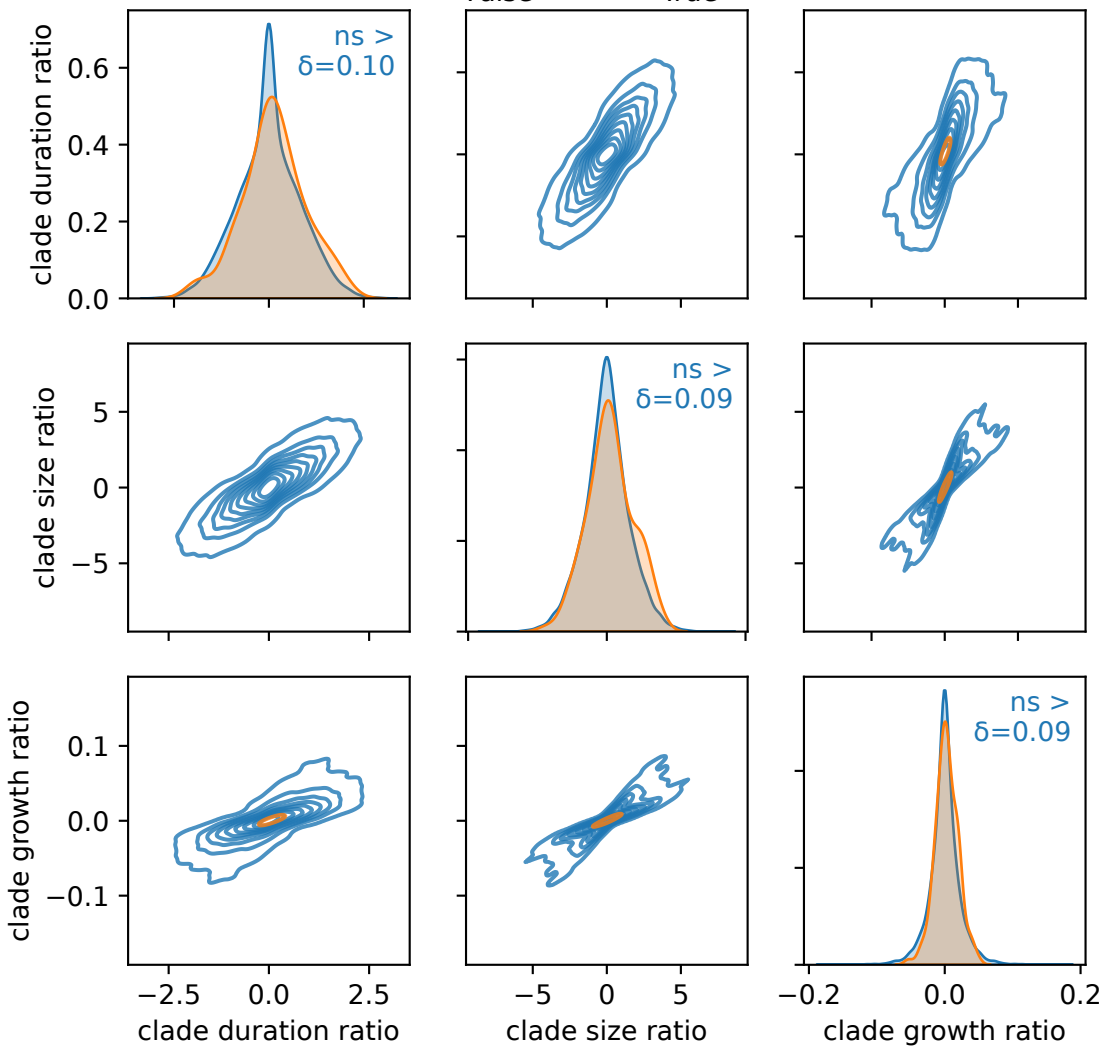 clade duration ratio
0.6
0.4
0.2
0.0
ns >
δ=0.10
clade size ratio
5
0
−5
ns >
δ=0.09
clade growth ratio
0.1
0.0
−0.1
ns >
δ=0.09
−2.5 0.0 2.5
−5 0 5
−0.2 0.0 0.2
clade duration ratio
clade size ratio
clade growth ratio